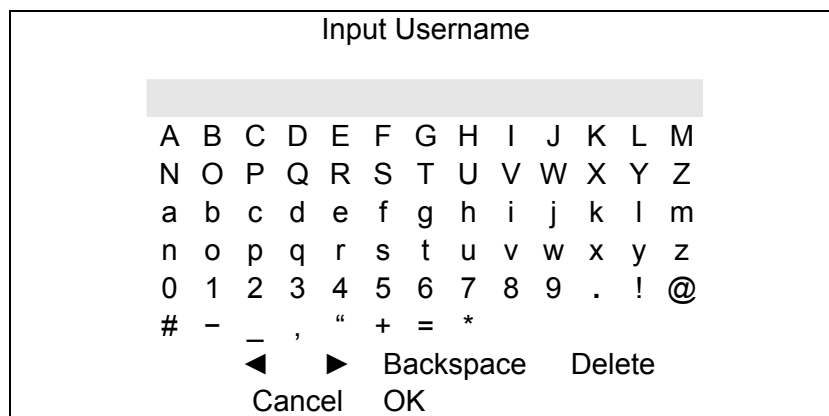 Input Username
A B C D E F G H I J K L M
N O P Q R S T U V W X Y Z
a b c d e f g h i j k l m
n o p q r s t u v w x y z
0 1 2 3 4 5 6 7 8 9 . ! @
# − _ , “ + = *
◄ ► Backspace Delete
Cancel OK